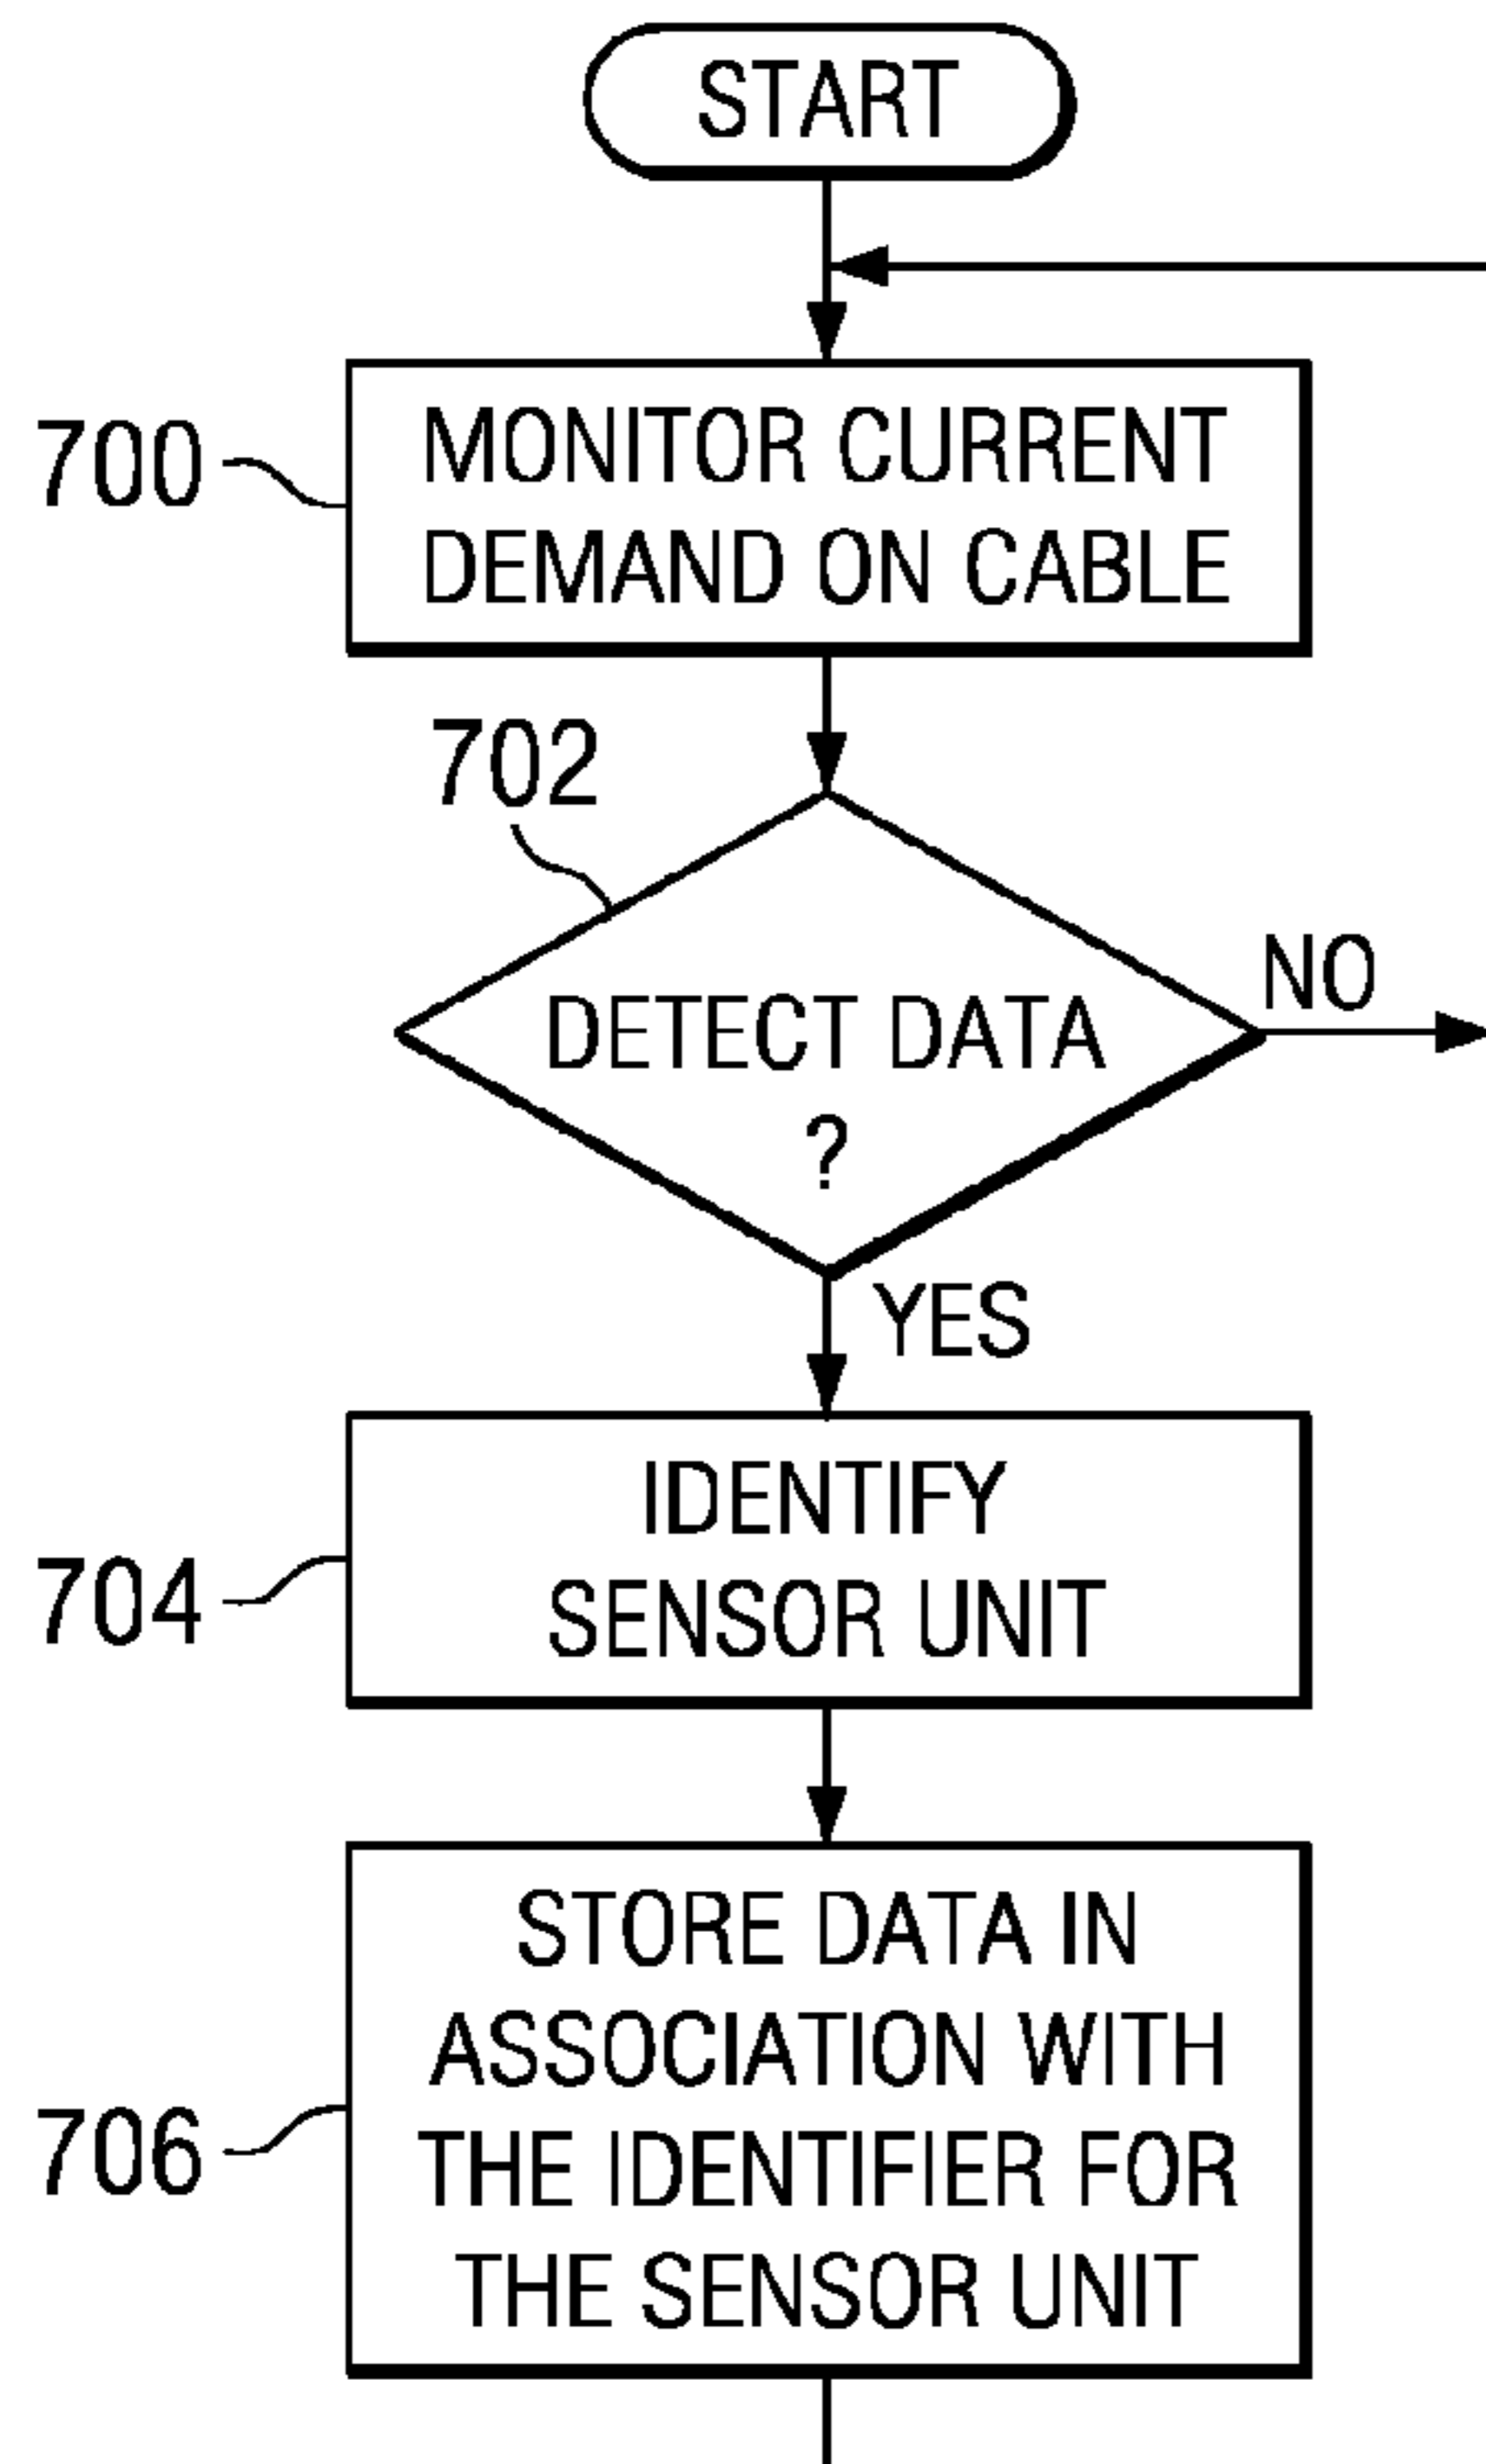 START
700
MONITOR CURRENT
DEMAND ON CABLE
702
DETECT DATA
?
NO
YES
704
IDENTIFY
SENSOR UNIT
706
STORE DATA IN
ASSOCIATION WITH
THE IDENTIFIER FOR
THE SENSOR UNIT